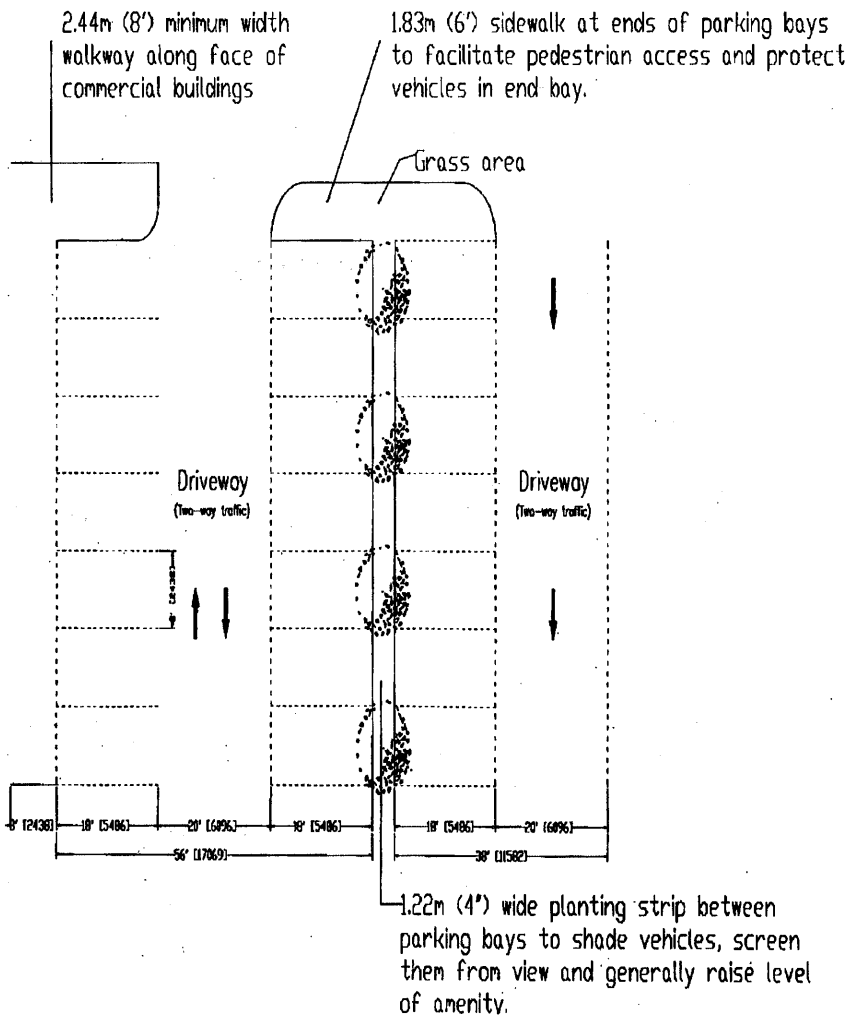 2.44m (8') minimum width
walkway along face of
commercial buildings
1.83m (6') sidewalk at ends of parking bays
to facilitate pedestrian access and protect
vehicles in end bay.
Grass area
Driveway
(Two-way traffic)
Driveway
(Two-way traffic)
[2438]
8' [2438]
18' [5486]
20' [6096]
18' [5486]
18' [5486]
20' [6096]
56' [17069]
38' [11582]
1.22m (4") wide planting strip between
parking bays to shade vehicles, screen
them from view and generally raise level
of amenity.